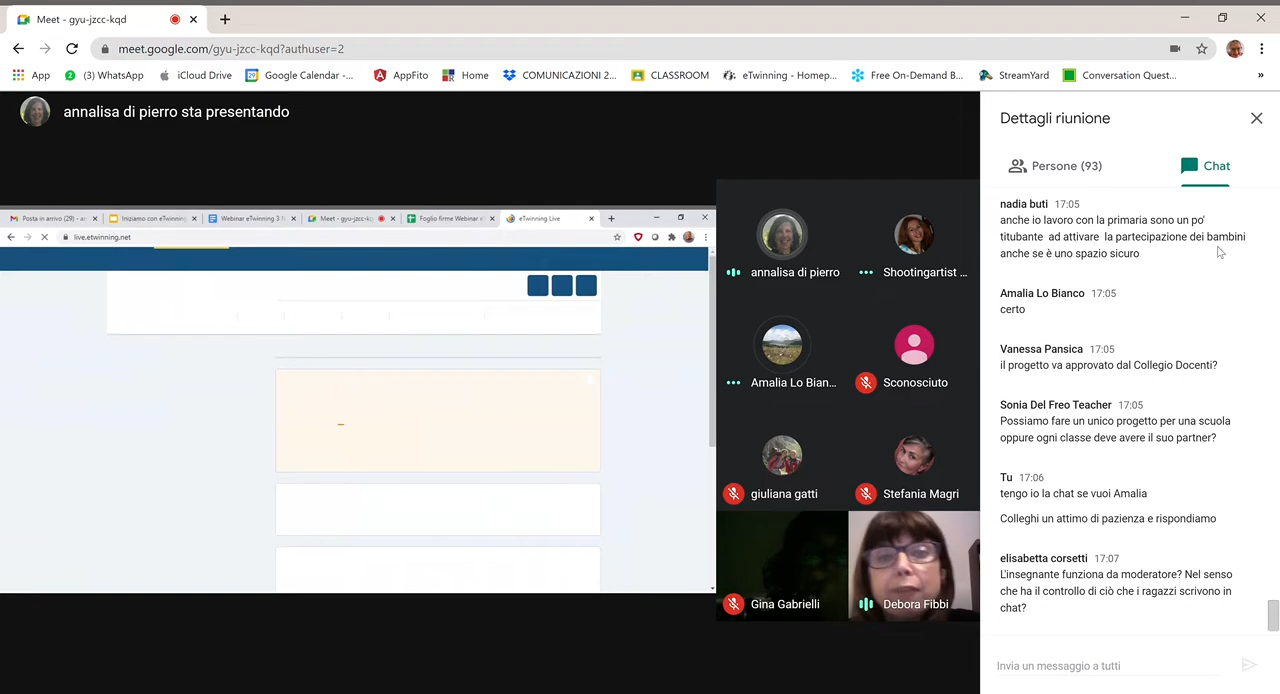 Meet - gyu-jzcc-kqd
meet.google.com/gyu-jzcc-kqd?authuser=2
App
(3) WhatsApp
iCloud Drive
Google Calendar -...
AppFito
Home
COMUNICAZIONI 2...
CLASSROOM
eTwinning - Homep...
Free On-Demand B...
StreamYard
Conversation Quest...
»
annalisa di pierro sta presentando
Posta in arrivo (29) - an
Iniziamo con eTwinning
Webinar eTwinning 3 N
Meet - gyu-jzcc-kqd
Foglio firme Webinar e
eTwinning Live
live.etwinning.net
annalisa di pierro
Shootingartist ...
Amalia Lo Bian...
Sconosciuto
giuliana gatti
Stefania Magri
Gina Gabrielli
Debora Fibbi
Dettagli riunione
Persone (93)
Chat
nadia buti 17:05
anche io lavoro con la primaria sono un po'
titubante ad attivare la partecipazione dei bambini
anche se è uno spazio sicuro
Amalia Lo Bianco 17:05
certo
Vanessa Pansica 17:05
il progetto va approvato dal Collegio Docenti?
Sonia Del Freo Teacher 17:05
Possiamo fare un unico progetto per una scuola
oppure ogni classe deve avere il suo partner?
Tu 17:06
tengo io la chat se vuoi Amalia
Colleghi un attimo di pazienza e rispondiamo
elisabetta corsetti 17:07
L'insegnante funziona da moderatore? Nel senso
che ha il controllo di ciò che i ragazzi scrivono in
chat?
Invia un messaggio a tutti